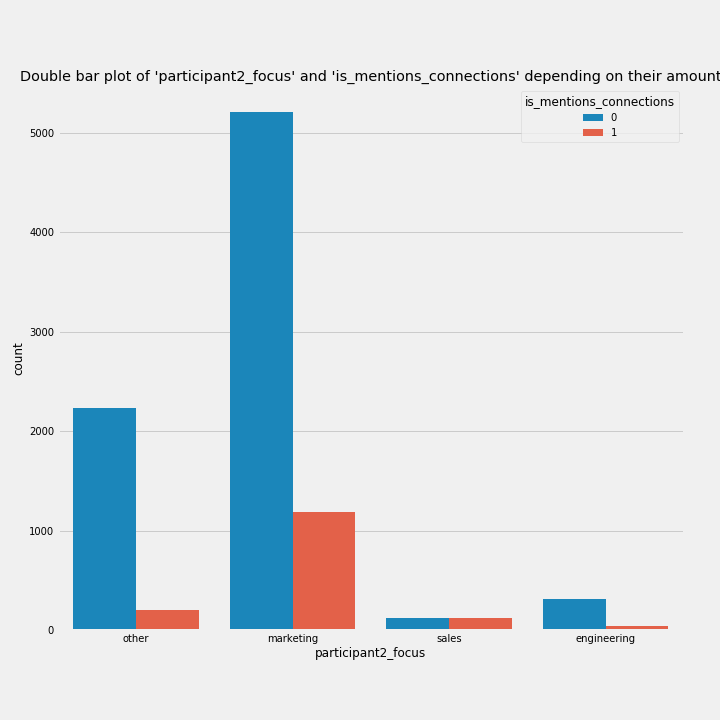 Double bar plot of 'participant2_focus' and 'is_mentions_connections' depending on their amount
is_mentions_connections
0
1
5000
4000
3000
2000
1000
0
count
other marketing sales engineering
participant2_focus